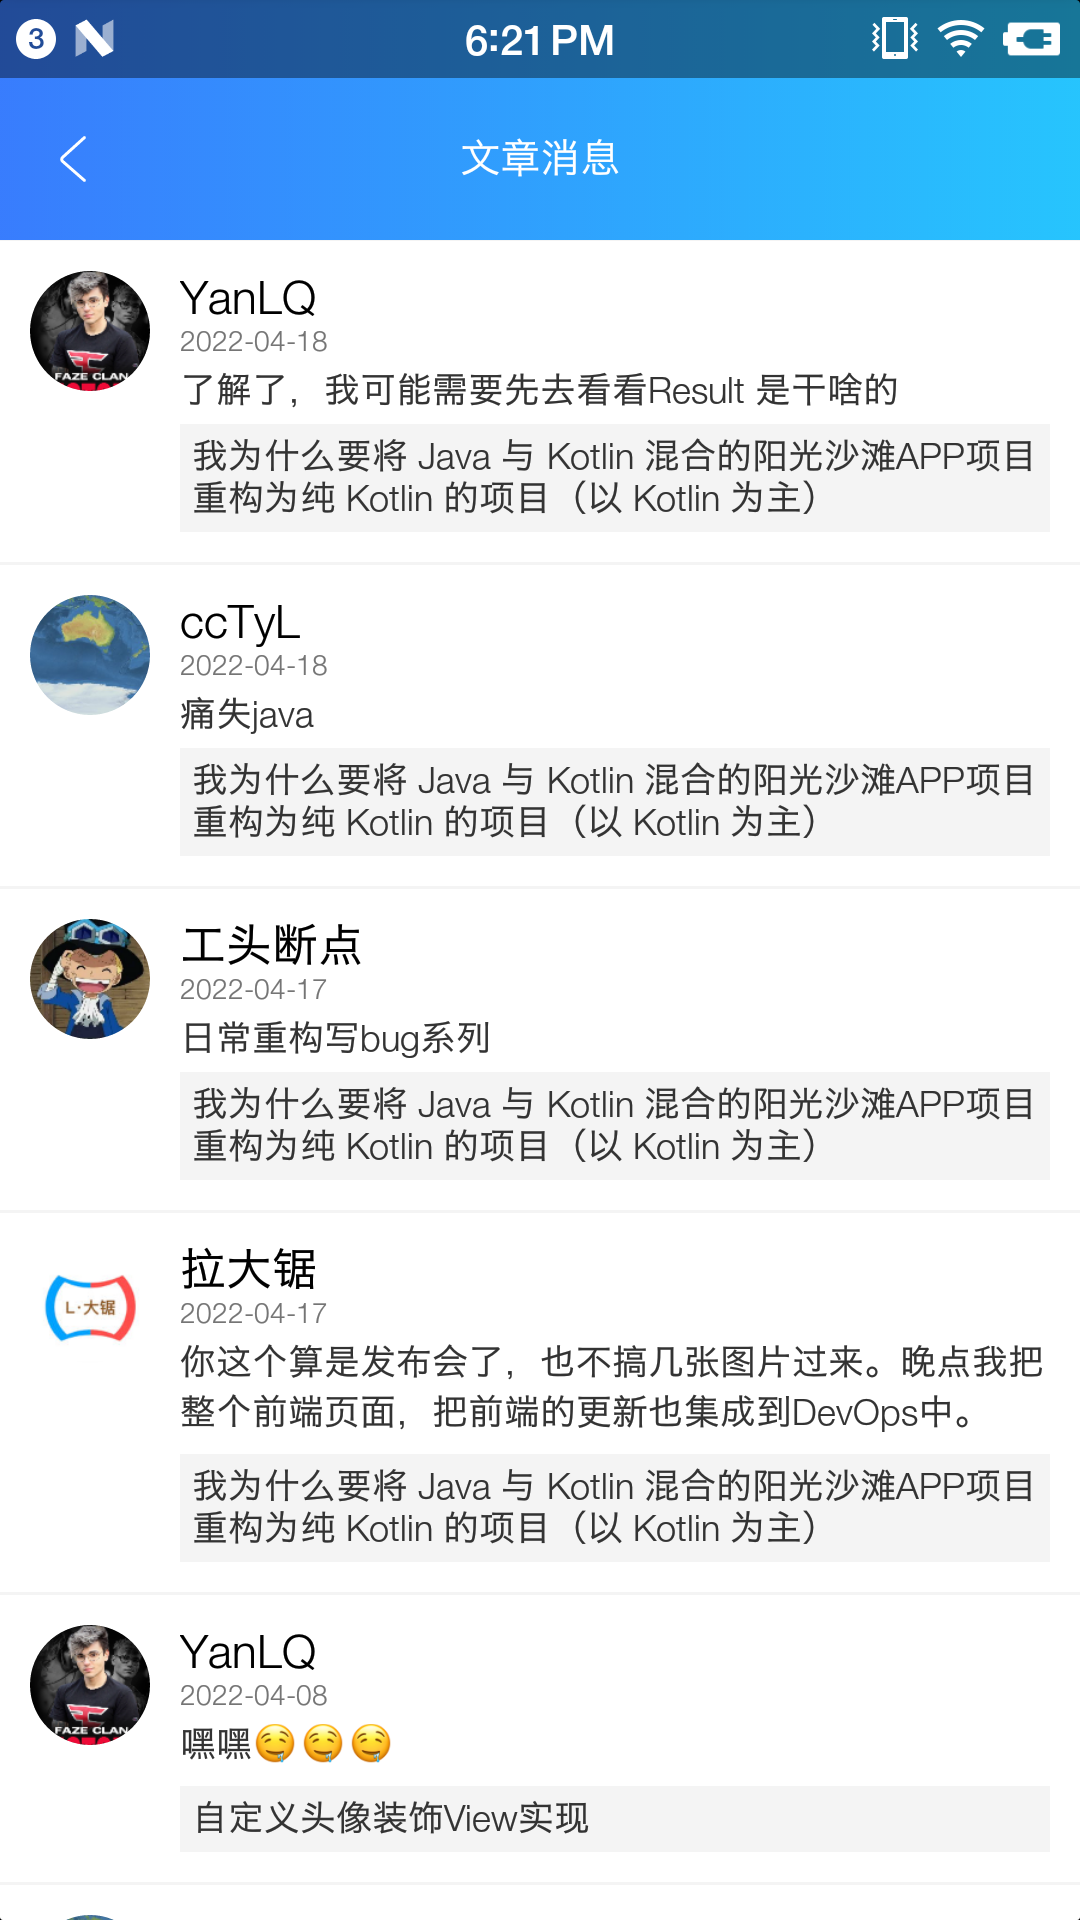 3
6:21 PM
文章消息
FAZE CLAN
YanLQ
2022-04-18
了解了，我可能需要先去看看Result 是干啥的
我为什么要将 Java 与 Kotlin 混合的阳光沙滩APP项目
重构为纯 Kotlin 的项目（以 Kotlin 为主）
ccTyL
2022-04-18
痛失java
我为什么要将 Java 与 Kotlin 混合的阳光沙滩APP项目
重构为纯 Kotlin 的项目（以 Kotlin 为主）
工头断点
2022-04-17
日常重构写bug系列
我为什么要将 Java 与 Kotlin 混合的阳光沙滩APP项目
重构为纯 Kotlin 的项目（以 Kotlin 为主）
L·大锯
拉大锯
2022-04-17
你这个算是发布会了，也不搞几张图片过来。晚点我把
整个前端页面，把前端的更新也集成到DevOps中。
我为什么要将 Java 与 Kotlin 混合的阳光沙滩APP项目
重构为纯 Kotlin 的项目（以 Kotlin 为主）
FAZE CLAN
YanLQ
2022-04-08
嘿嘿🤤🤤🤤
自定义头像装饰View实现